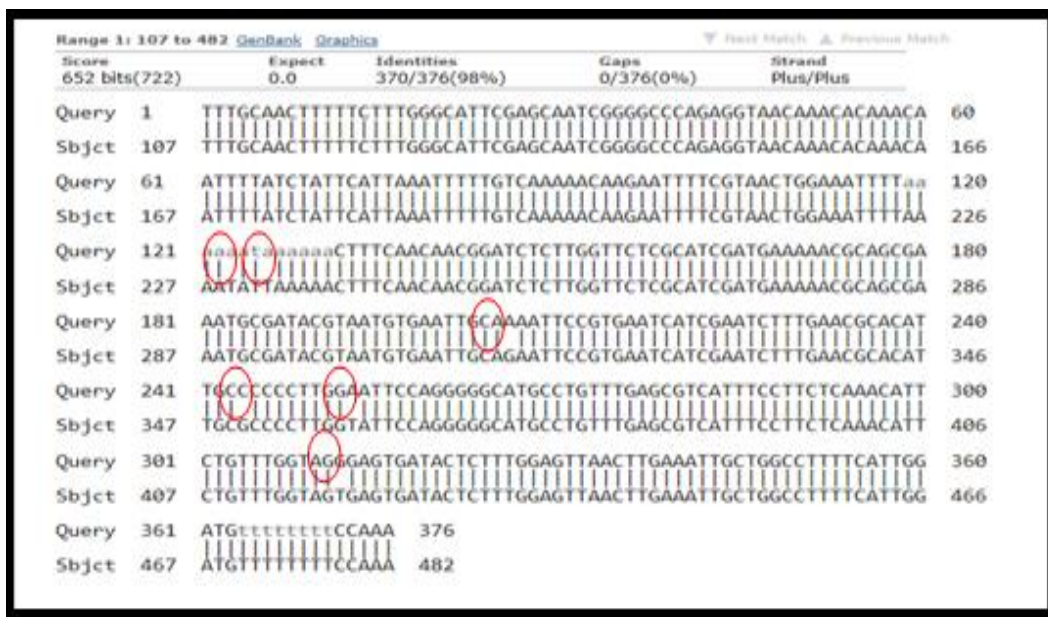 Range 1: 107 to 482 GenBank Graphics ▼ Next Match ▲ Previous Match
Score Expect Identities Gaps Strand
652 bits(722) 0.0 370/376(98%) 0/376(0%) Plus/Plus
Query 1 TTTGCAACTTTTTCTTTGGGCATTCGAGCAATCGGGGCCCAGAGGTAACAAACACAAACA 60
Sbjct 107 TTTGCAACTTTTTCTTTGGGCATTCGAGCAATCGGGGCCCAGAGGTAACAAACACAAACA 166
Query 61 ATTTTATCTATTCATTAAATTTTTGTCAAAAACAAGAATTTTCGTAACTGGAAATTTTaa 120
Sbjct 167 ATTTTATCTATTCATTAAATTTTTGTCAAAAACAAGAATTTTCGTAACTGGAAATTTTAA 226
Query 121 aaaataaaaaaCTTTCAACAACGGATCTCTTGGTTCTCGCATCGATGAAAAACGCAGCGA 180
Sbjct 227 AATATTAAAAACTTTCAACAACGGATCTCTTGGTTCTCGCATCGATGAAAAACGCAGCGA 286
Query 181 AATGCGATACGTAATGTGAATTGCAAAATTCCGTGAATCATCGAATCTTTGAACGCACAT 240
Sbjct 287 AATGCGATACGTAATGTGAATTGCAGAATTCCGTGAATCATCGAATCTTTGAACGCACAT 346
Query 241 TGCCCCCCTTGGAATTCCAGGGGGCATGCCTGTTTGAGCGTCATTTCCTTCTCAAACATT 300
Sbjct 347 TGCGCCCCTTGGTATTCCAGGGGGCATGCCTGTTTGAGCGTCATTTCCTTCTCAAACATT 406
Query 301 CTGTTTGGTAGGGAGTGATACTCTTTGGAGTTAACTTGAAATTGCTGGCCTTTTCATTGG 360
Sbjct 407 CTGTTTGGTAGTGAGTGATACTCTTTGGAGTTAACTTGAAATTGCTGGCCTTTTCATTGG 466
Query 361 ATGttttttttCCAAA 376
Sbjct 467 ATGTTTTTTTTCCAAA 482